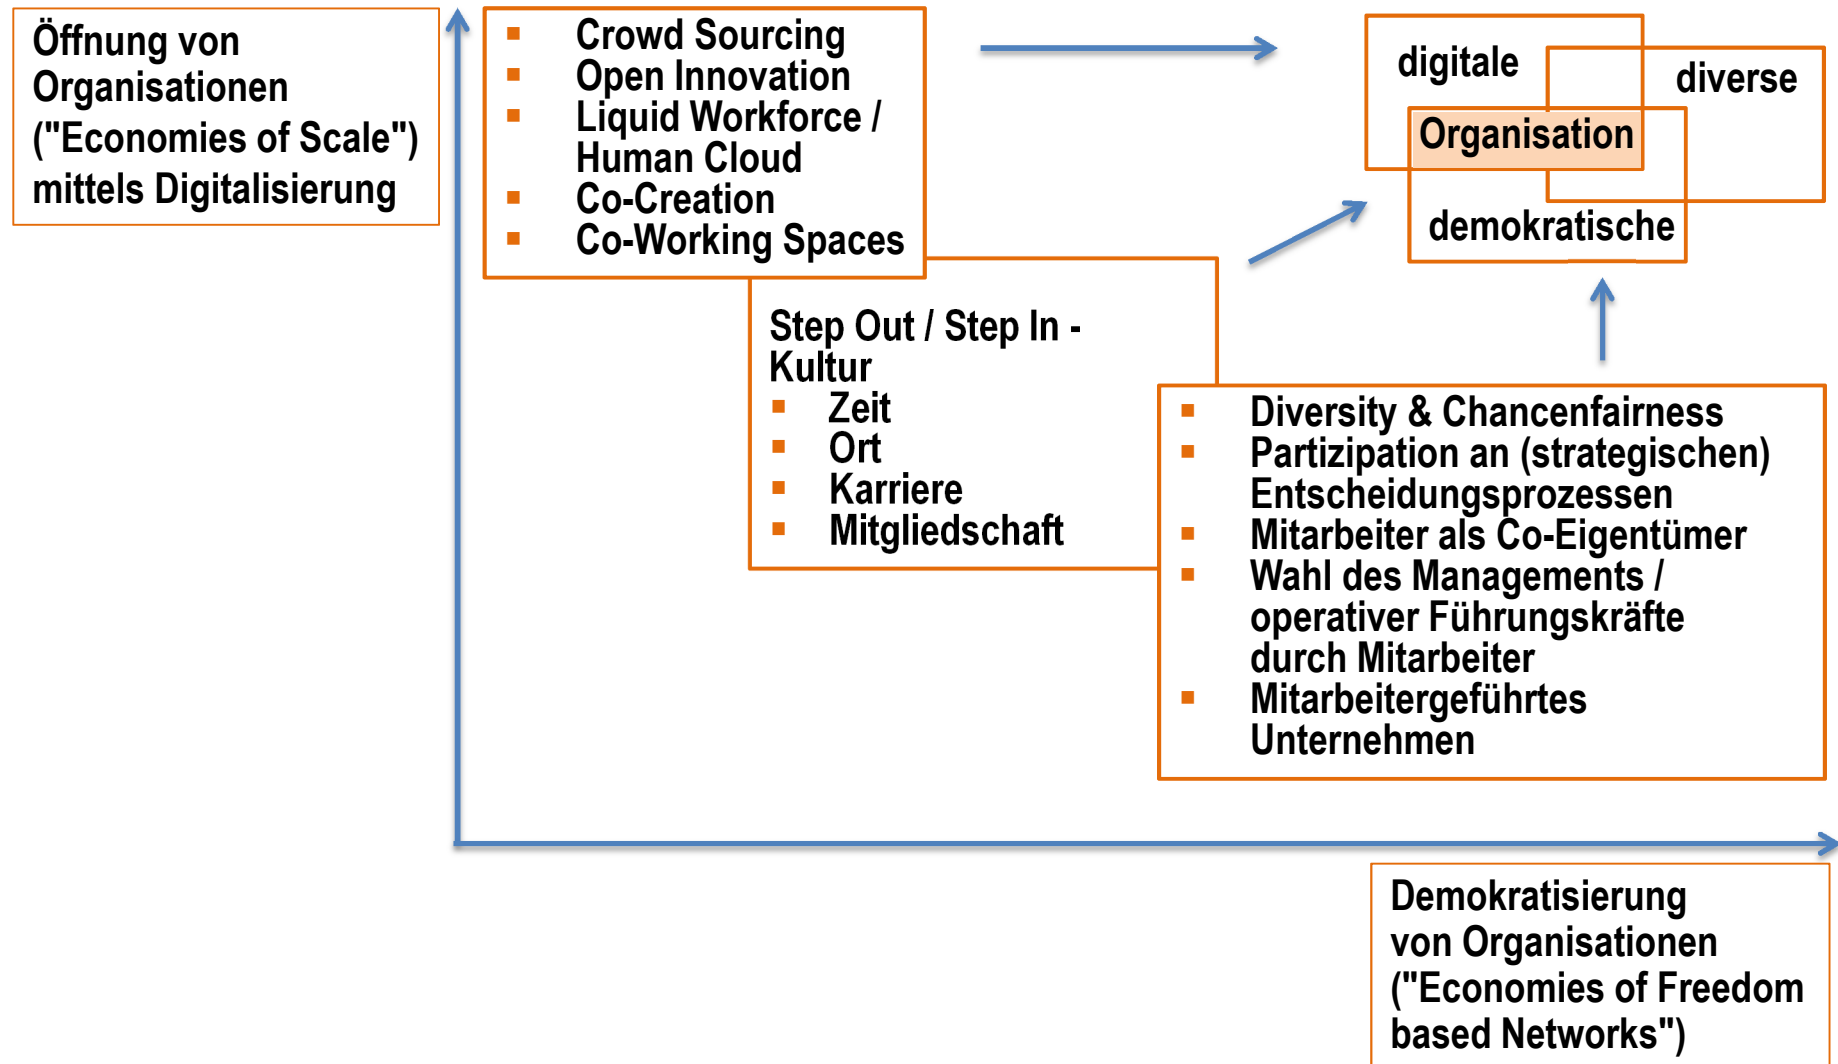 Öffnung von
Organisationen
("Economies of Scale")
mittels Digitalisierung
▪ Crowd Sourcing
▪ Open Innovation
▪ Liquid Workforce /
Human Cloud
▪ Co-Creation
▪ Co-Working Spaces
digitale
diverse
Organisation
demokratische
Step Out / Step In -
Kultur
▪ Zeit
▪ Ort
▪ Karriere
▪ Mitgliedschaft
▪ Diversity & Chancenfairness
▪ Partizipation an (strategischen)
Entscheidungsprozessen
▪ Mitarbeiter als Co-Eigentümer
▪ Wahl des Managements /
operativer Führungskräfte
durch Mitarbeiter
▪ Mitarbeitergeführtes
Unternehmen
Demokratisierung
von Organisationen
("Economies of Freedom
based Networks")